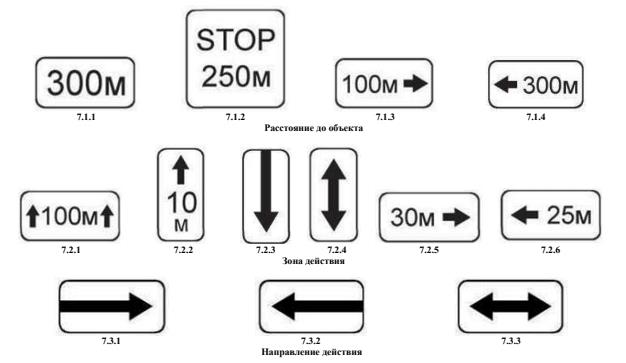 300м
STOP
250м
100м
300м
7.1.1
7.1.2
7.1.3
7.1.4
Расстояние до объекта
100м
10
м
30м
25м
7.2.1
7.2.2
7.2.3
7.2.4
7.2.5
7.2.6
Зона действия
7.3.1
7.3.2
7.3.3
Направление действия